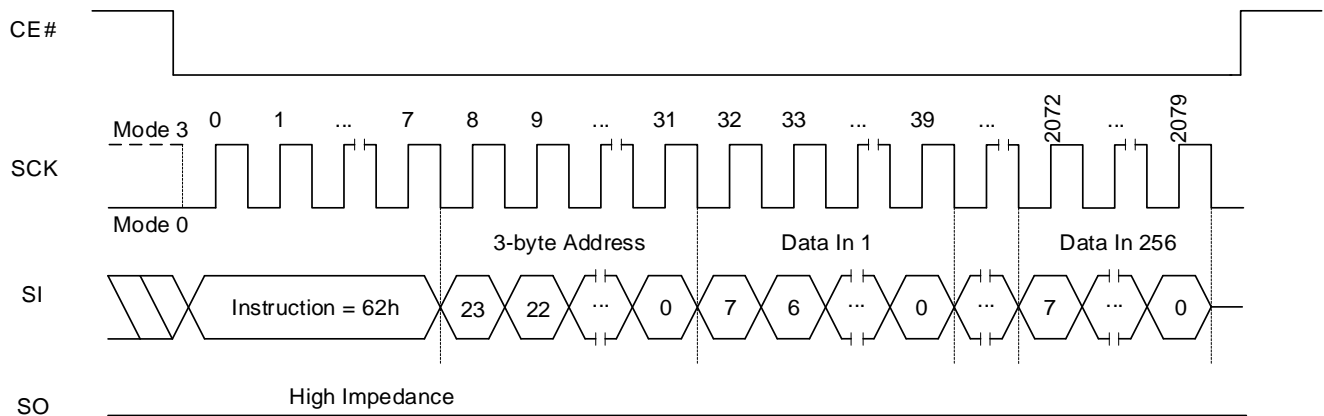 CE#
0 1 ... 7 8 9 ... 31 32 33 ... 39 ... 2072 ... 2079
Mode 3
SCK
Mode 0
3-byte Address Data In 1 Data In 256
SI
Instruction = 62h 23 22 ... 0 7 6 ... 0 ... 7 ... 0
High Impedance
SO